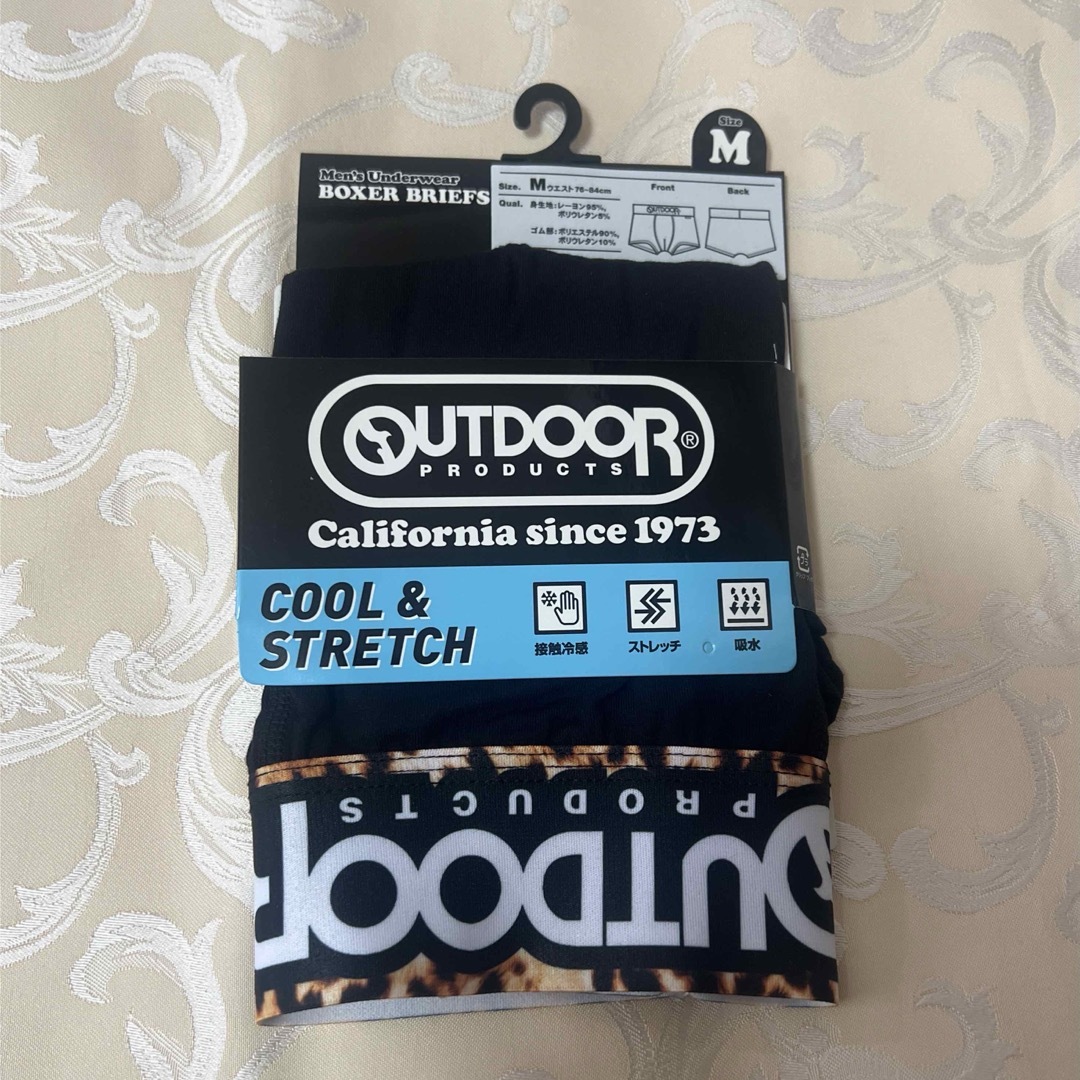 Size
M
Men's Underwear
BOXER BRIEFS
Size. Mウエスト76~84cm
Front
Back
Qual. 身生地:レーヨン95%,
ポリウレタン5%
ゴム部:ポリエステル90%,
ポリウレタン10%
OUTDOOR
OUTDOOR®
PRODUCTS
California since 1973
COOL &
STRETCH
接触冷感
ストレッチ
吸水
PRODUCTS
OUTDOOR